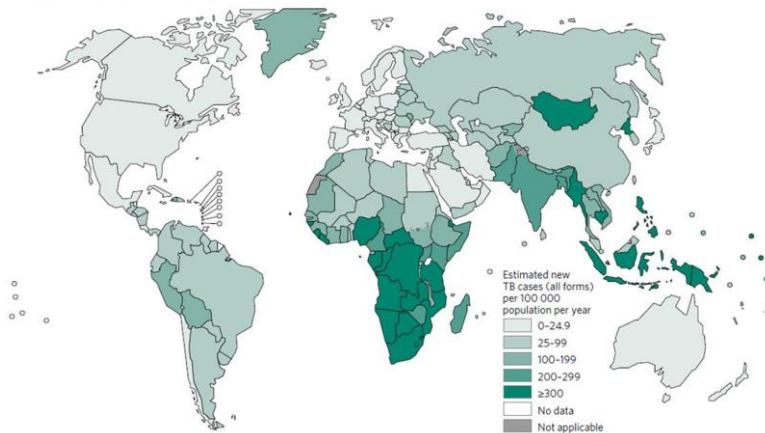 Estimated new
TB cases (all forms)
per 100 000
population per year
0–24.9
25–99
100–199
200–299
≥300
No data
Not applicable